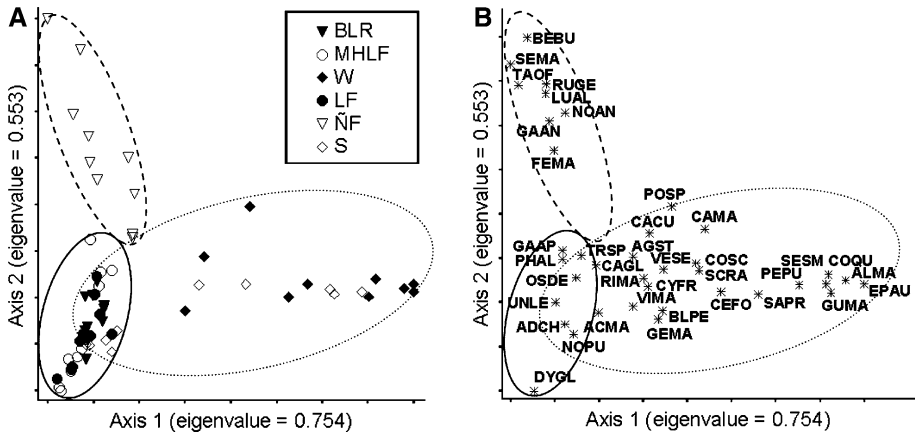 A
BLR
MHLF
W
LF
ÑF
S
Axis 2 (eigenvalue = 0.553)
Axis 1 (eigenvalue = 0.754)
B
BEBU
SEMA
TAOF
RUGE
LUAL
NOAN
GAAN
FEMA
POSP
CACU
CAMA
GAAP
TRSP
AGST
PHAL
CAGL
VESE
COSC
SESM COQU
OSDE
RIMA
SCRA
PEPU
ALMA
CYFR
EPAU
UNLE
VIMA
CEFO
SAPR
GUMA
ADCH
ACMA
BLPE
NOPU
GEMA
DYGL
Axis 2 (eigenvalue = 0.553)
Axis 1 (eigenvalue = 0.754)